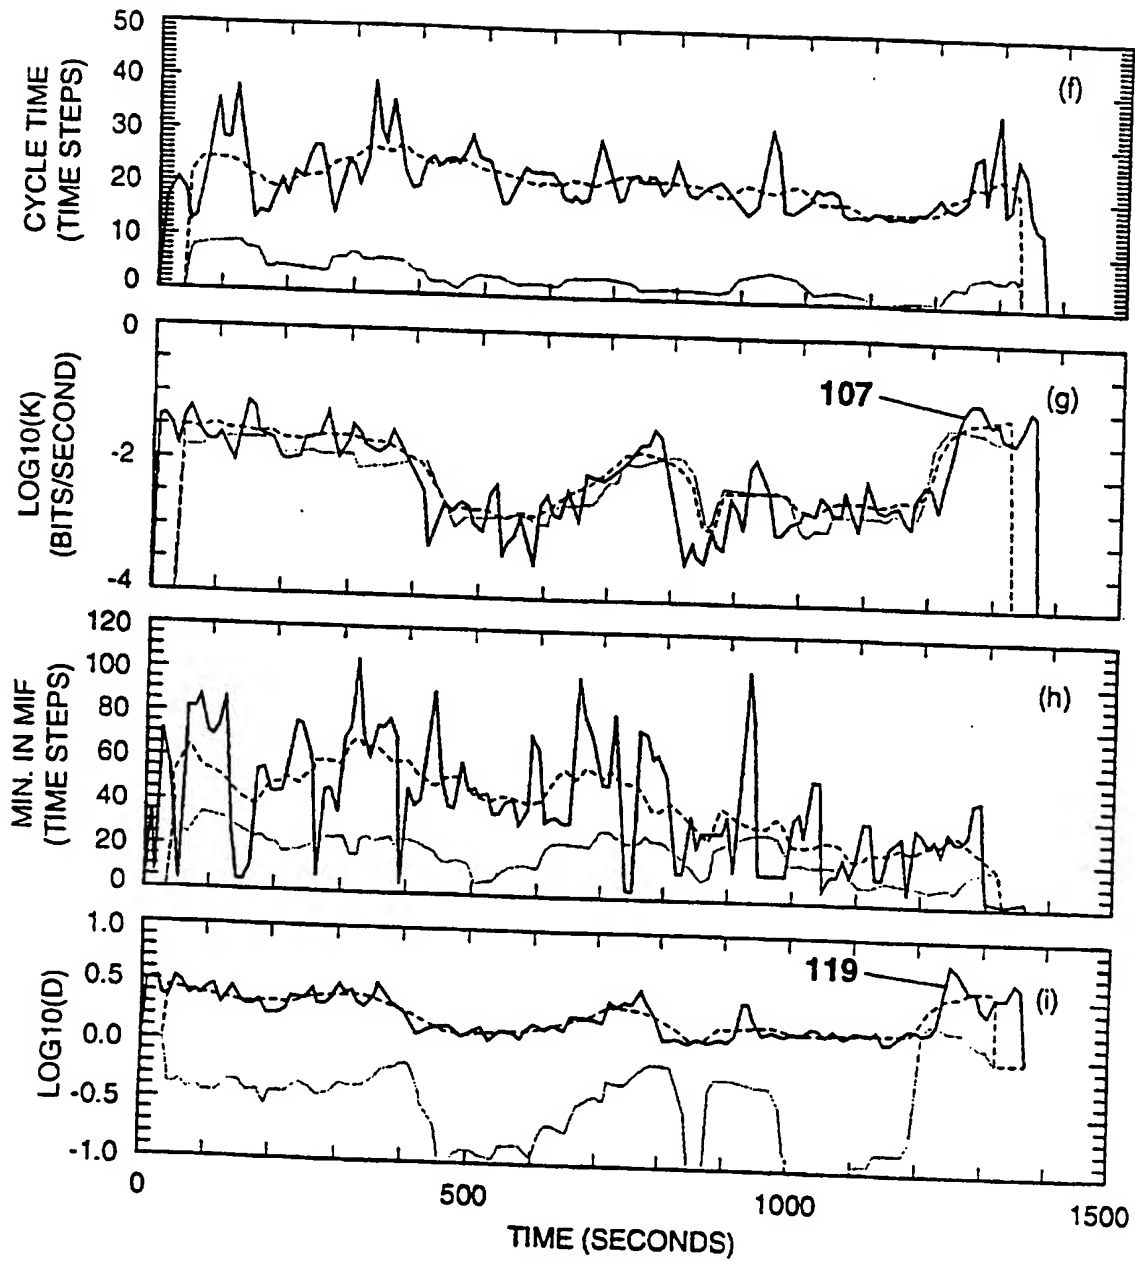 50
40
30
20
10
0
CYCLE TIME
(TIME STEPS)
(f)
0
-2
-4
LOG10(K)
(BITS/SECOND)
107
(g)
120
100
80
60
40
20
0
MIN. IN MIF
(TIME STEPS)
(h)
1.0
0.5
0.0
-0.5
-1.0
LOG10(D)
119
(i)
0
500
1000
1500
TIME (SECONDS)